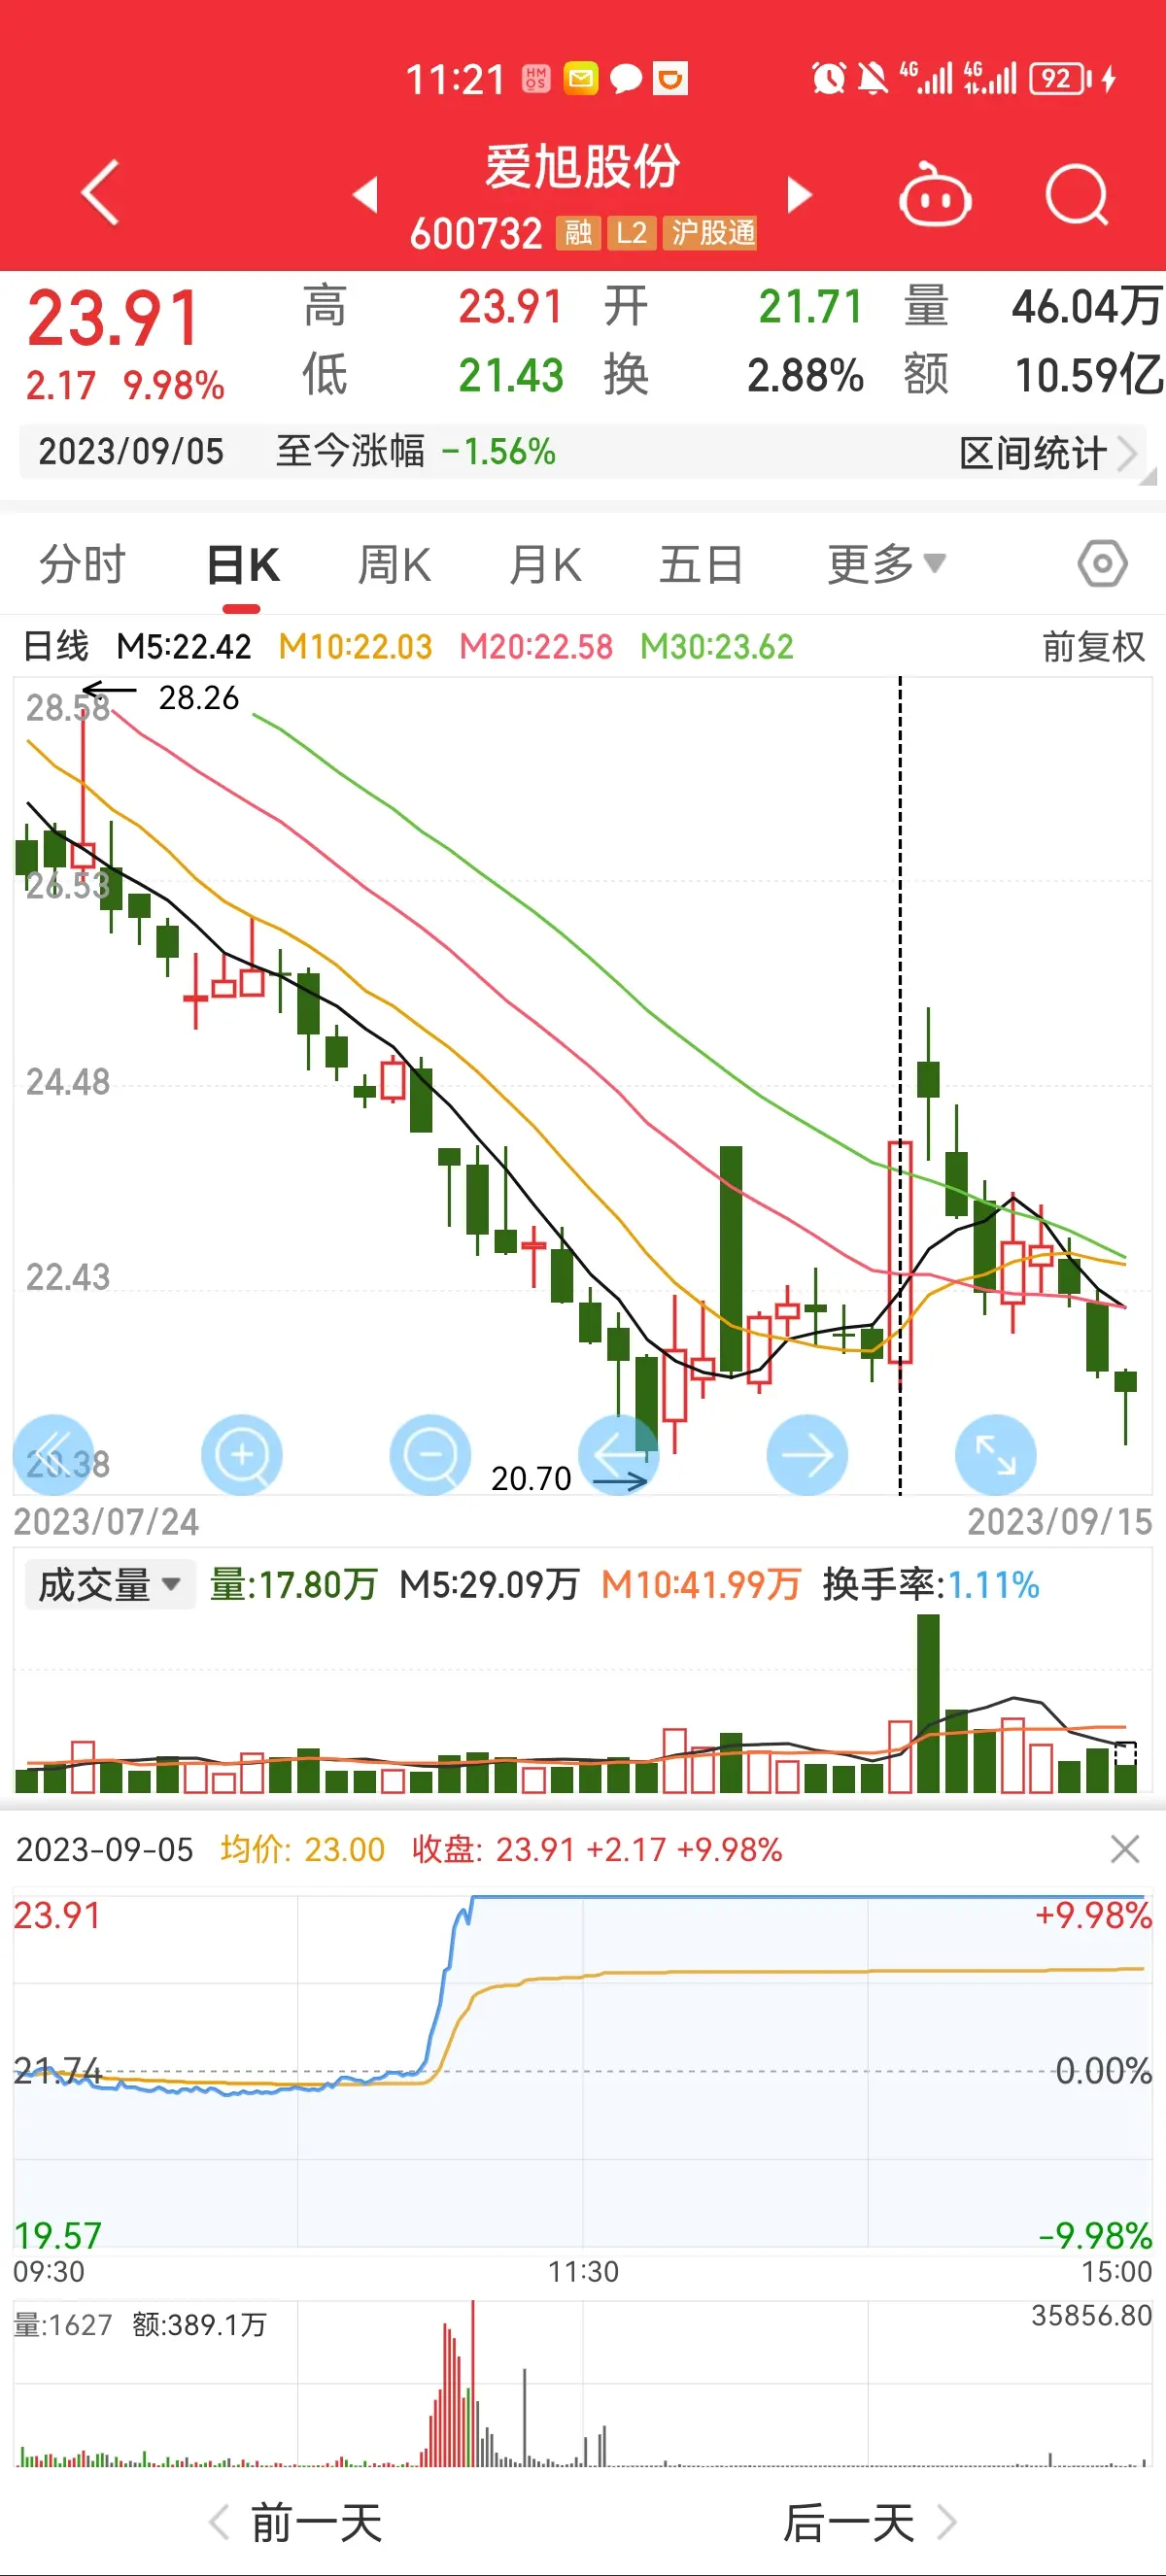 11:21 HM OS 4G 4G 92
爱旭股份
600732 融 L2 沪股通
23.91 高 23.91 开 21.71 量 46.04万
2.17 9.98% 低 21.43 换 2.88% 额 10.59亿
2023/09/05 至今涨幅 -1.56% 区间统计
分时 日K 周K 月K 五日 更多
日线 M5:22.42 M10:22.03 M20:22.58 M30:23.62 前复权
28.58 28.26
26.53
24.48
22.43
20.38 20.70
2023/07/24 2023/09/15
成交量 量:17.80万 M5:29.09万 M10:41.99万 换手率:1.11%
2023-09-05 均价: 23.00 收盘: 23.91 +2.17 +9.98%
23.91 +9.98%
21.74 0.00%
19.57 -9.98%
09:30 11:30 15:00
量:1627 额:389.1万 35856.80
前一天 后一天